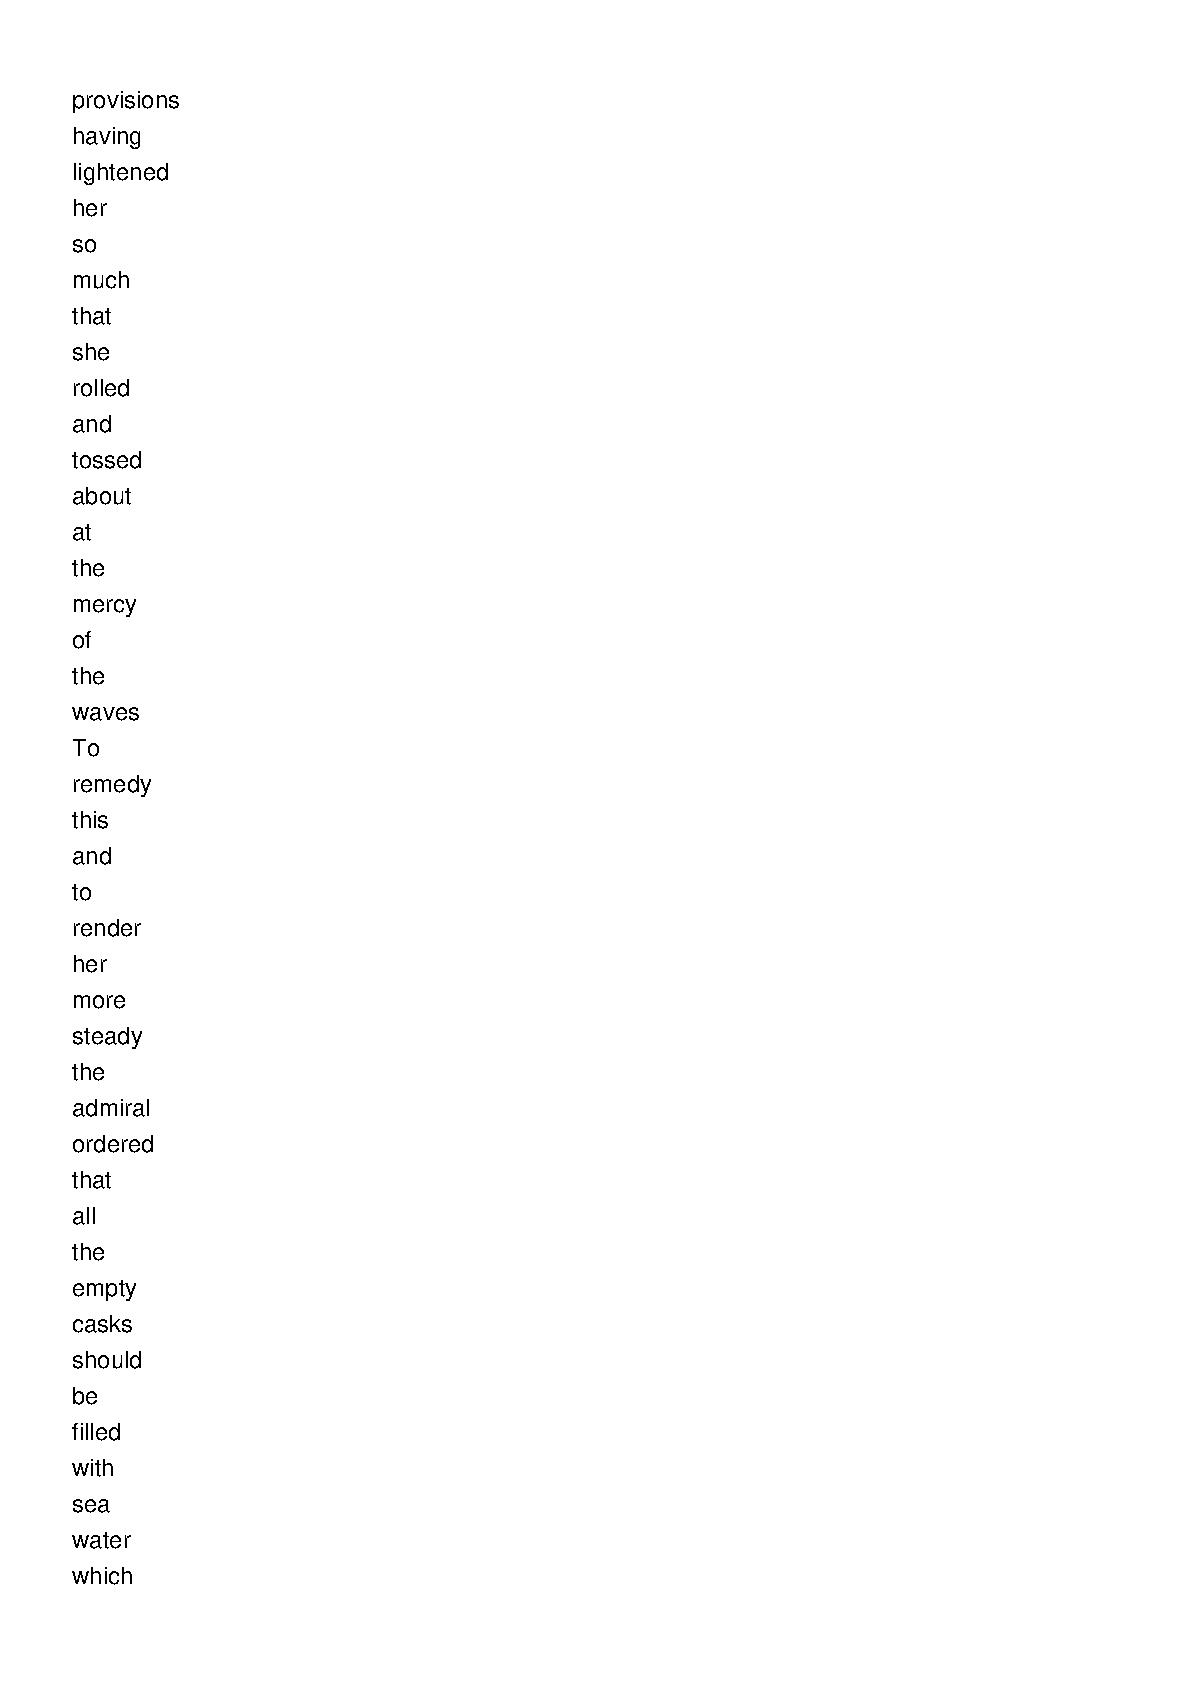 provisions
having
lightened
her
so
much
that
she
rolled
and
tossed
about
at
the
mercy
of
the
waves
To
remedy
this
and
to
render
her
more
steady
the
admiral
ordered
that
all
the
empty
casks
should
be
filled
with
sea
water
which